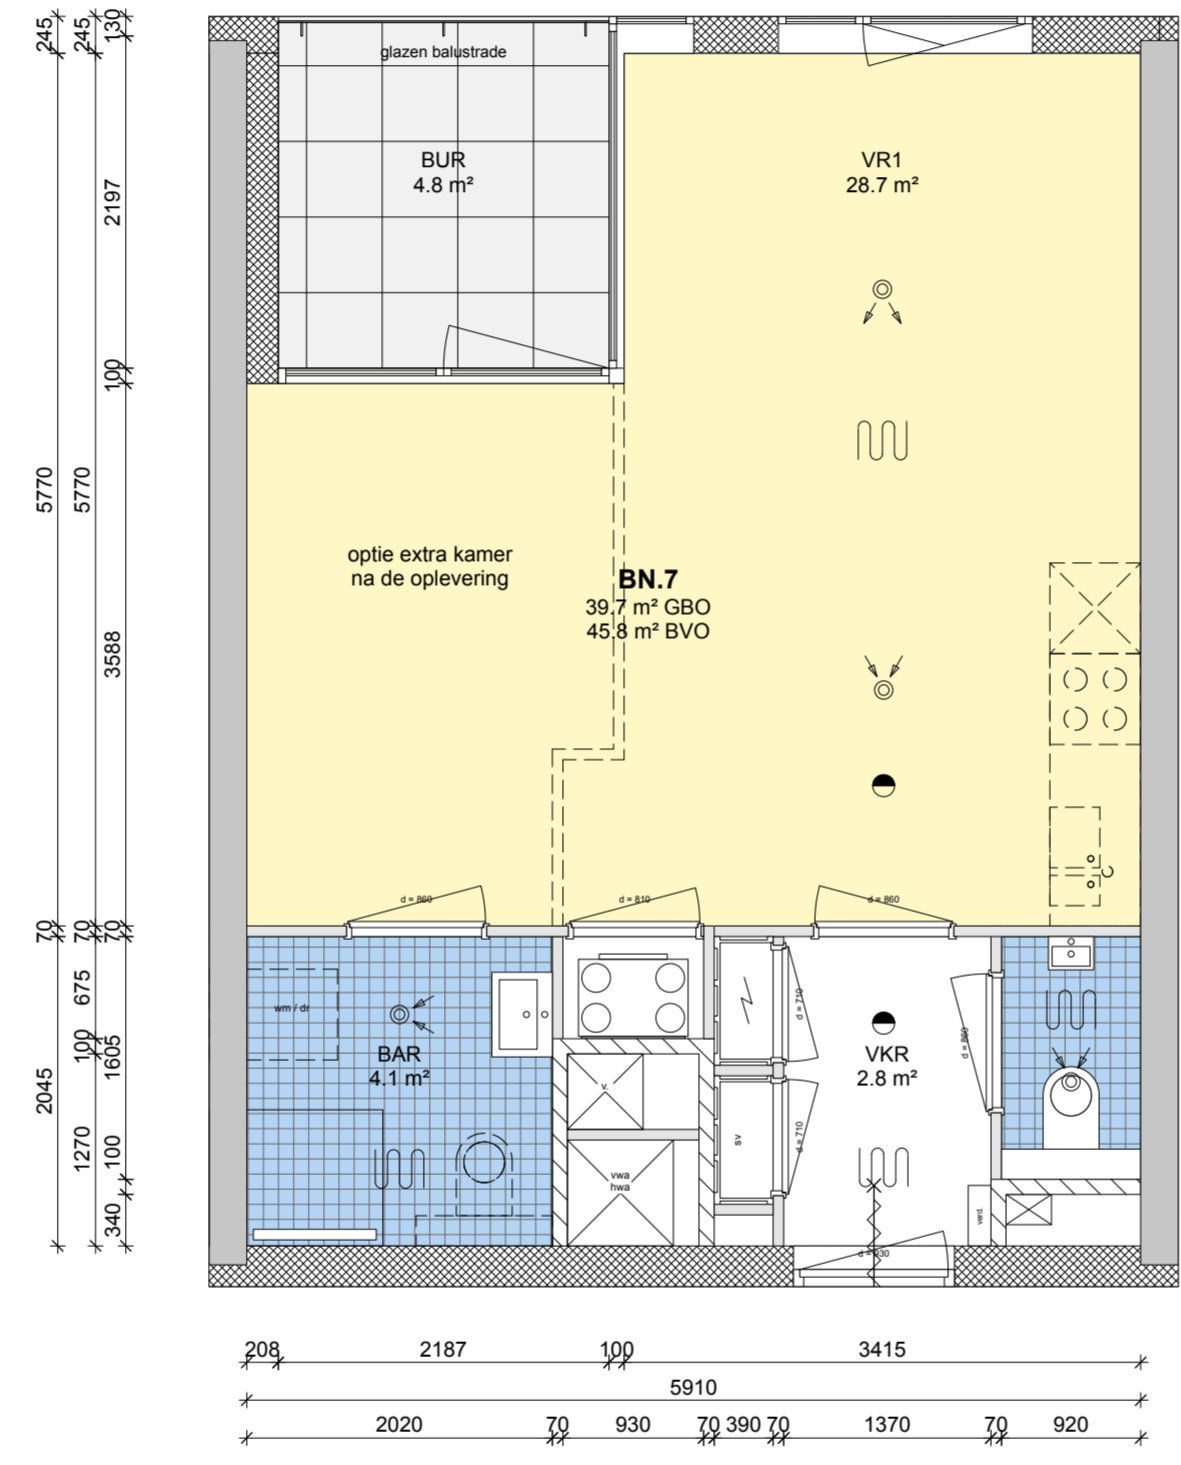 245
245
130
glazen balustrade
BUR
4.8 m²
VR1
28.7 m²
2197
100
5770
5770
optie extra kamer
na de oplevering
BN.7
39.7 m² GBO
45.8 m² BVO
3588
d = 860
d = 810
d = 860
70
70
70
675
wm / dr
d = 710
d = 860
100
1605
BAR
4.1 m²
VKR
2.8 m²
v.
2045
1270
100
sv
d = 710
vwa
hwa
340
verd.
d = 930
208
2187
100
3415
5910
2020
70
930
70
390
70
1370
70
920